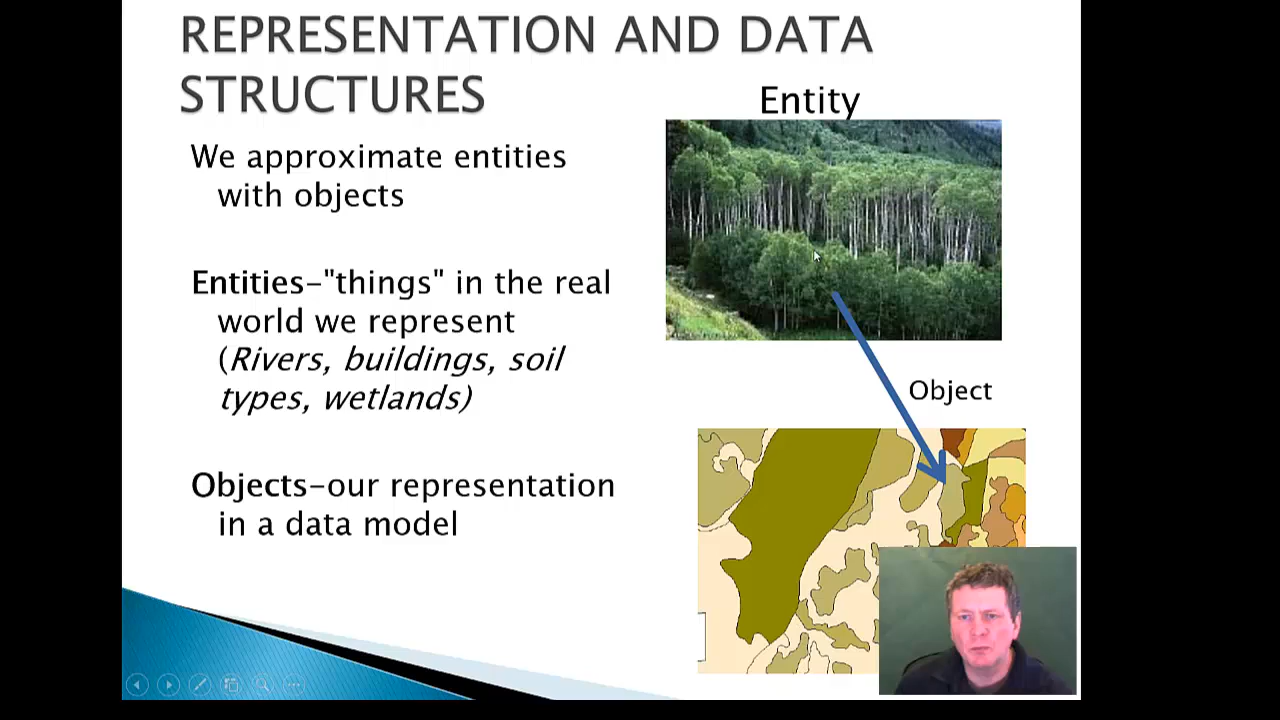 REPRESENTATION AND DATA
STRUCTURES
Entity
We approximate entities
with objects
Entities-"things" in the real
world we represent
(Rivers, buildings, soil
types, wetlands)
Object
Objects-our representation
in a data model